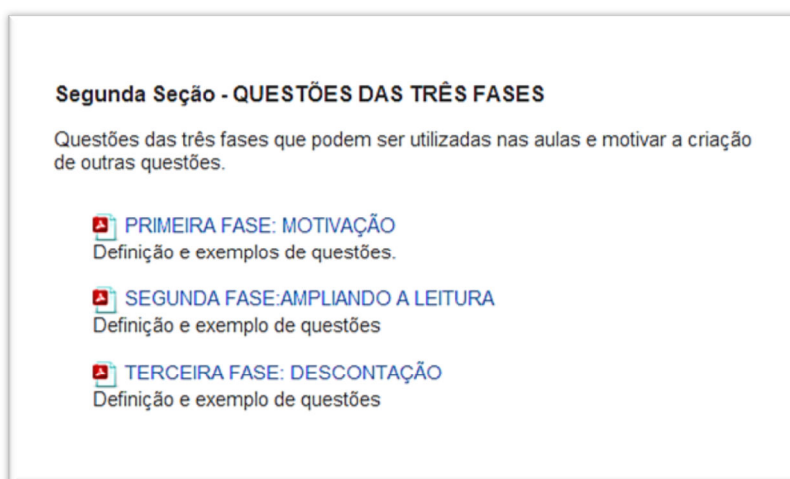 Segunda Seção - QUESTÕES DAS TRÊS FASES
Questões das três fases que podem ser utilizadas nas aulas e motivar a criação
de outras questões.
PRIMEIRA FASE: MOTIVAÇÃO
Definição e exemplos de questões.
SEGUNDA FASE:AMPLIANDO A LEITURA
Definição e exemplo de questões
TERCEIRA FASE: DESCONTAÇÃO
Definição e exemplo de questões